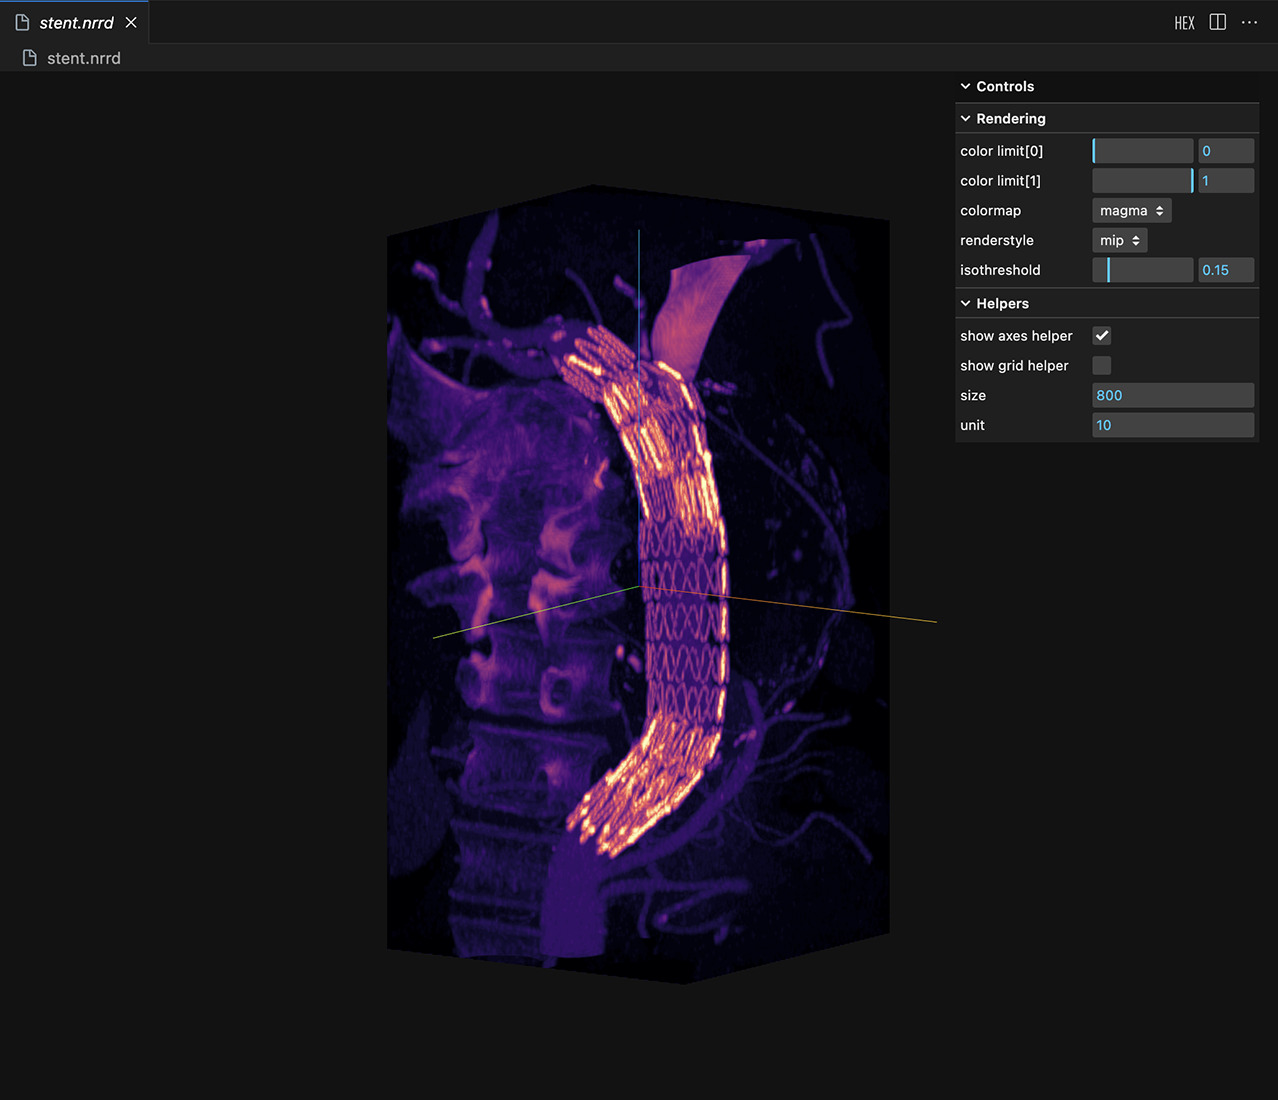 stent.nrrd
HEX
stent.nrrd
Controls
Rendering
color limit[0] 0
color limit[1] 1
colormap magma
renderstyle mip
isothreshold 0.15
Helpers
show axes helper
show grid helper
size 800
unit 10